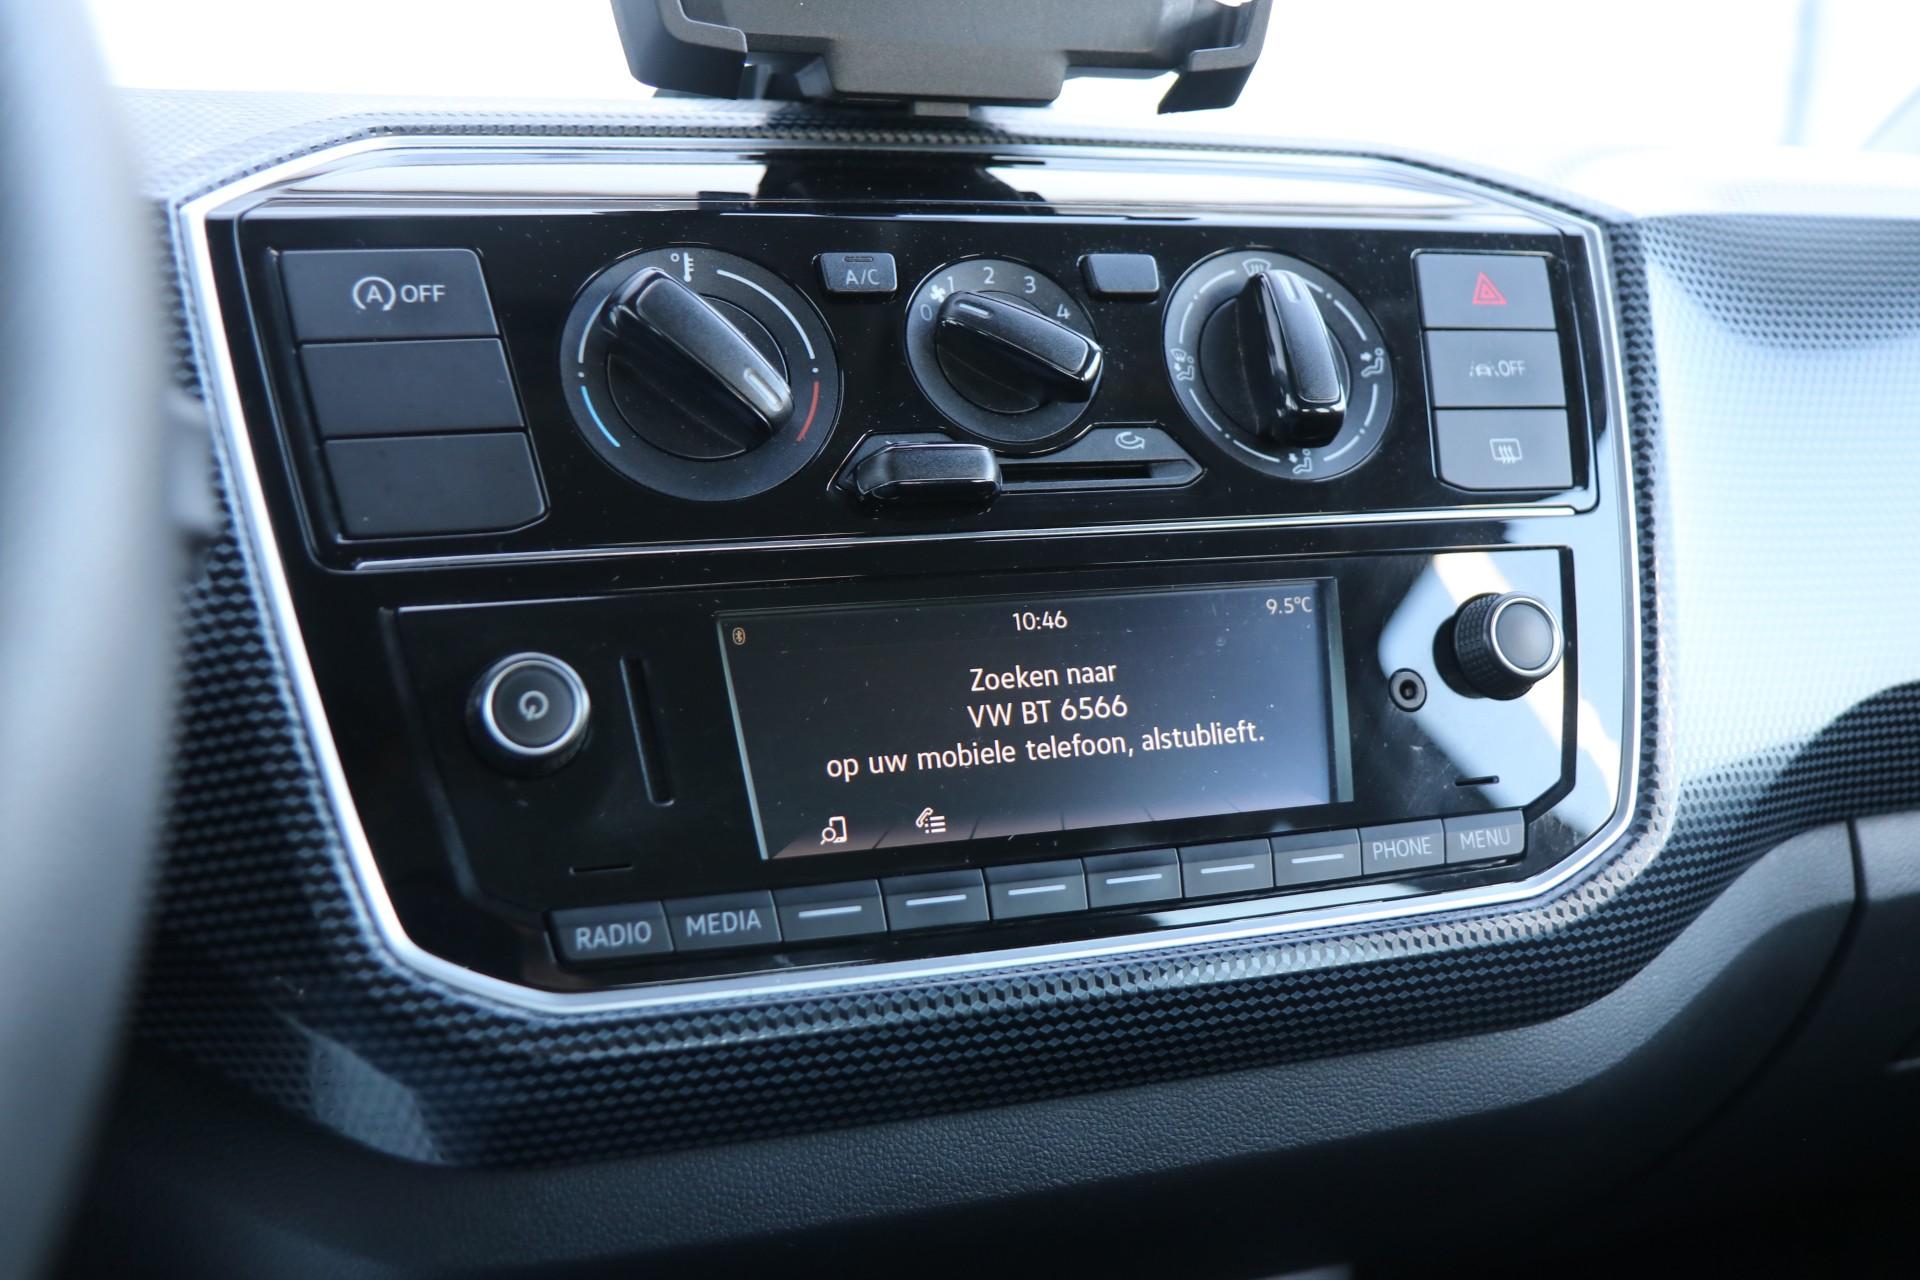 OFF
A/C
0 1 2 3 4
OFF
10:46
9.5°C
Zoeken naar
VW BT 6566
op uw mobiele telefoon, alstublieft.
RADIO MEDIA PHONE MENU